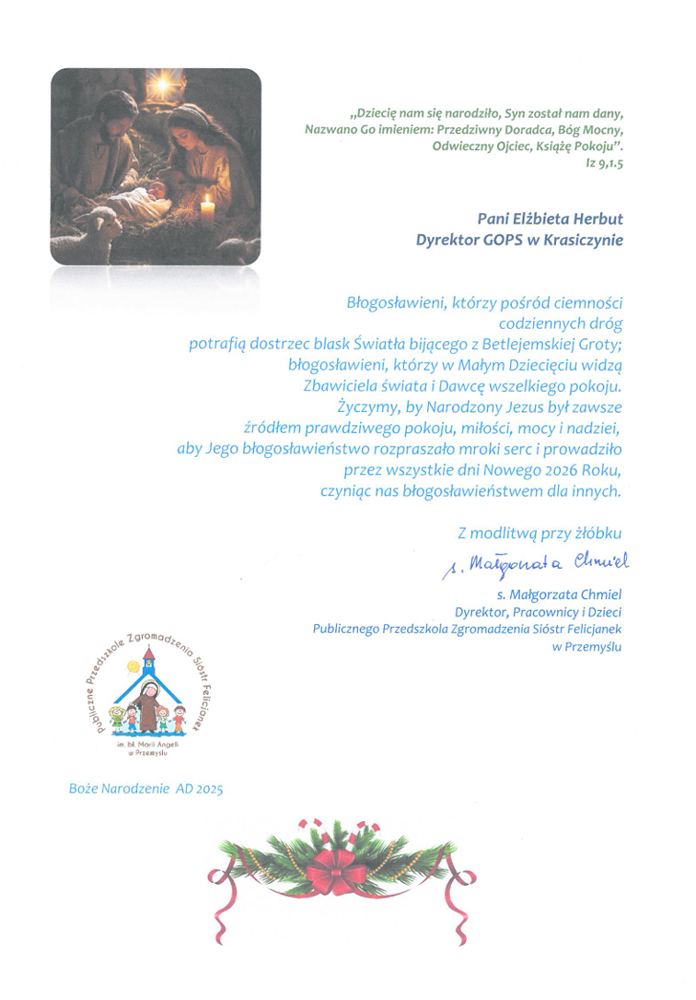 „Dziecię nam się narodziło, Syn został nam dany,
Nazwano Go imieniem: Przedziwny Doradca, Bóg Mocny,
Odwieczny Ojciec, Książę Pokoju”.
Iz 9,1.5
Pani Elżbieta Herbut
Dyrektor GOPS w Krasiczynie
Błogosławieni, którzy pośród ciemności
codziennych dróg
potrafią dostrzec blask Światła bijącego z Betlejemskiej Groty;
błogosławieni, którzy w Małym Dziecięciu widzą
Zbawiciela świata i Dawcę wszelkiego pokoju.
Życzymy, by Narodzony Jezus był zawsze
źródłem prawdziwego pokoju, miłości, mocy i nadziei,
aby Jego błogosławieństwo rozpraszało mroki serc i prowadziło
przez wszystkie dni Nowego 2026 Roku,
czyniąc nas błogosławieństwem dla innych.
Z modlitwą przy żłóbku
s. Małgorzata Chmiel
s. Małgorzata Chmiel
Dyrektor, Pracownicy i Dzieci
Publicznego Przedszkola Zgromadzenia Sióstr Felicjanek
w Przemyślu
Publiczne Przedszkole Zgromadzenia Sióstr Felicjanek
im. bł. Marii Angeli
w Przemyślu
Boże Narodzenie AD 2025